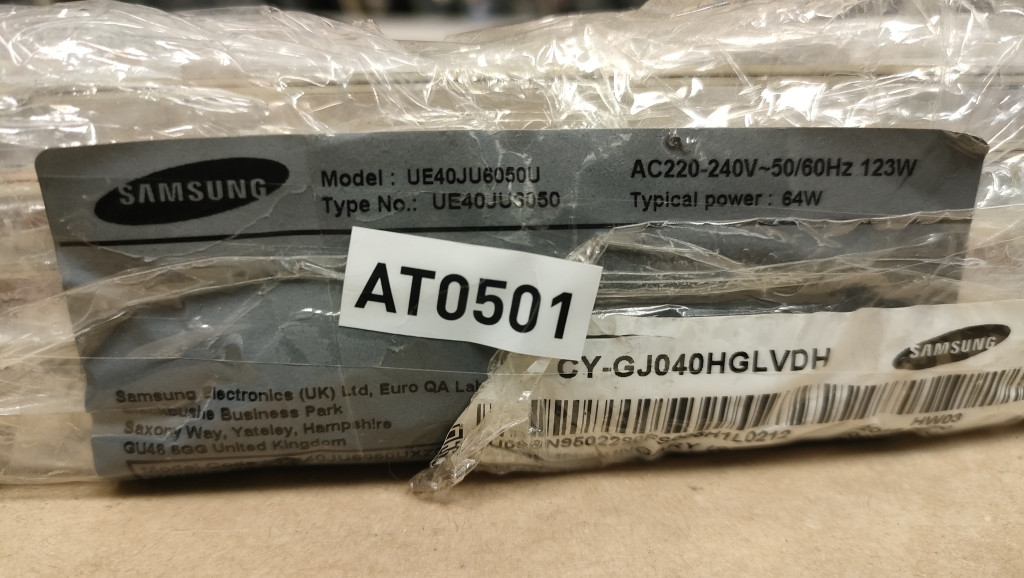 SAMSUNG
Model : UE40JU6050U
Type No.: UE40JU6050
AC220-240V~50/60Hz 123W
Typical power : 64W
AT0501
CY-GJ040HGLVDH
SAMSUNG
HW03
Samsung Electronics (UK) Ltd, Euro QA Lab
Business Park
Saxony Way, Yateley, Hampshire
GU46 6GG United Kingdom